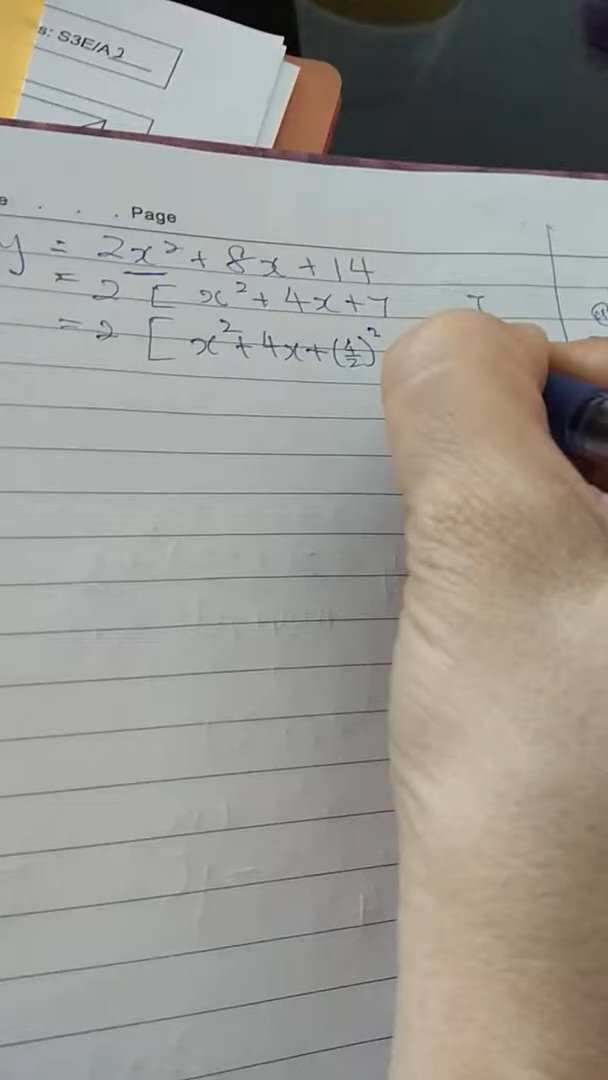 s: S3E/A2
e . . . . Page
y = 2x² + 8x + 14
= 2 [ x² + 4x + 7 ]
= 2 [ x² + 4x + (4/2)²